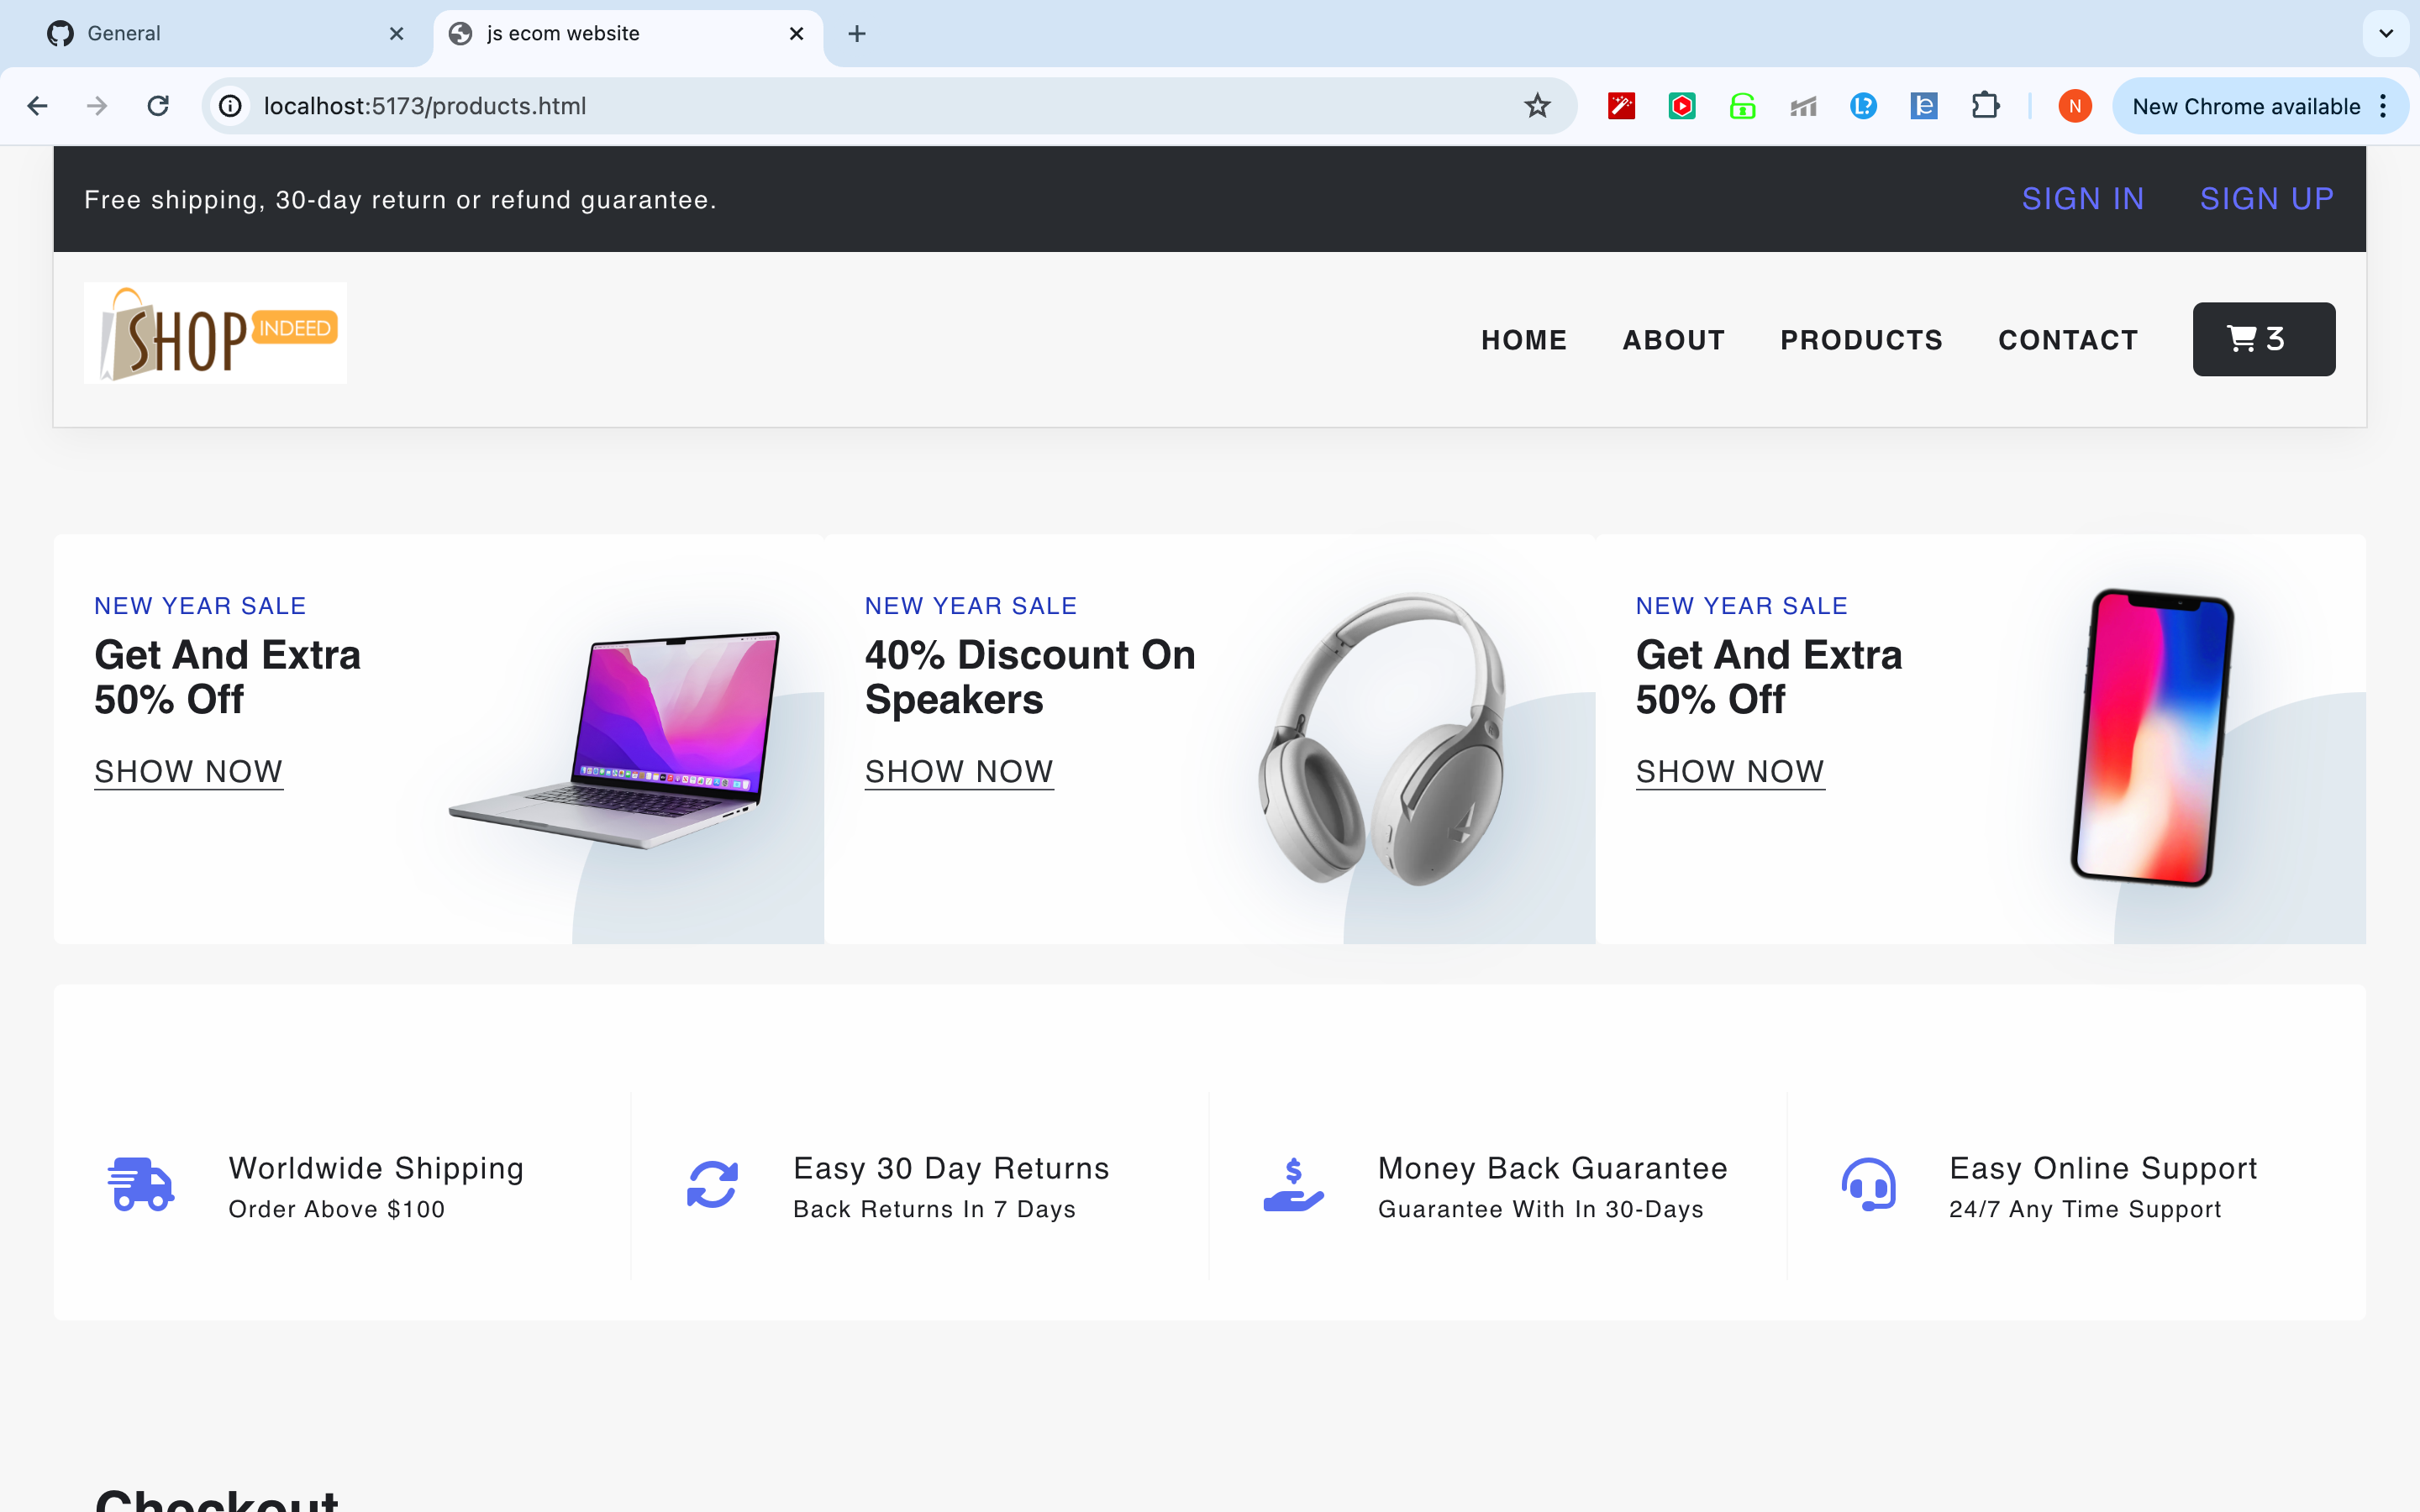 General
js ecom website
localhost:5173/products.html
N
New Chrome available
Free shipping, 30-day return or refund guarantee.
SIGN IN
SIGN UP
SHOP INDEED
HOME
ABOUT
PRODUCTS
CONTACT
3
NEW YEAR SALE
Get And Extra
50% Off
SHOW NOW
NEW YEAR SALE
40% Discount On
Speakers
SHOW NOW
NEW YEAR SALE
Get And Extra
50% Off
SHOW NOW
Worldwide Shipping
Order Above $100
Easy 30 Day Returns
Back Returns In 7 Days
Money Back Guarantee
Guarantee With In 30-Days
Easy Online Support
24/7 Any Time Support
Checkout